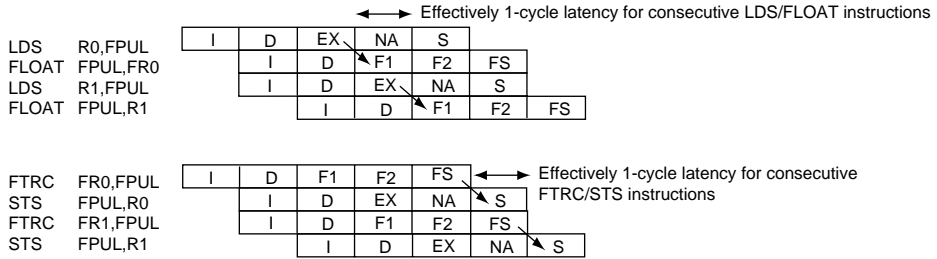 Effectively 1-cycle latency for consecutive LDS/FLOAT instructions
LDS R0,FPUL I D EX NA S
FLOAT FPUL,FR0 I D F1 F2 FS
LDS R1,FPUL I D EX NA S
FLOAT FPUL,R1 I D F1 F2 FS
Effectively 1-cycle latency for consecutive
FTRC/STS instructions
FTRC FR0,FPUL I D F1 F2 FS
STS FPUL,R0 I D EX NA S
FTRC FR1,FPUL I D F1 F2 FS
STS FPUL,R1 I D EX NA S